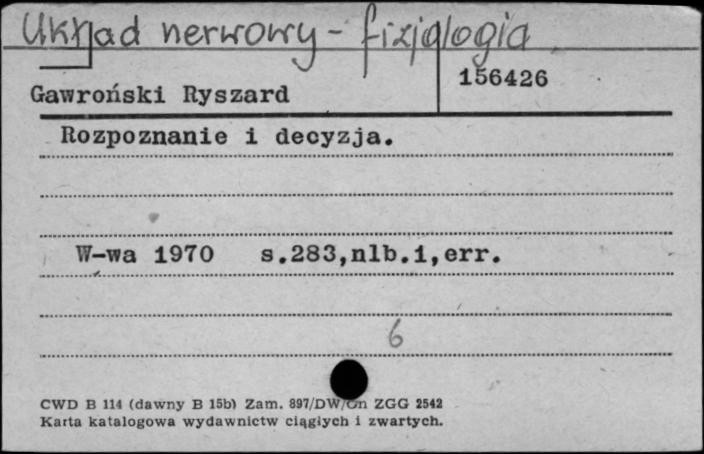 Układ nerwowy - fizjologia
156426
Gawroński Ryszard
Rozpoznanie i decyzja.
W-wa 1970 s.283,nlb.1,err.
6
CWD B 114 (dawny B 15b) Zam. 897/DW/Gn ZGG 2542
Karta katalogowa wydawnictw ciągłych i zwartych.